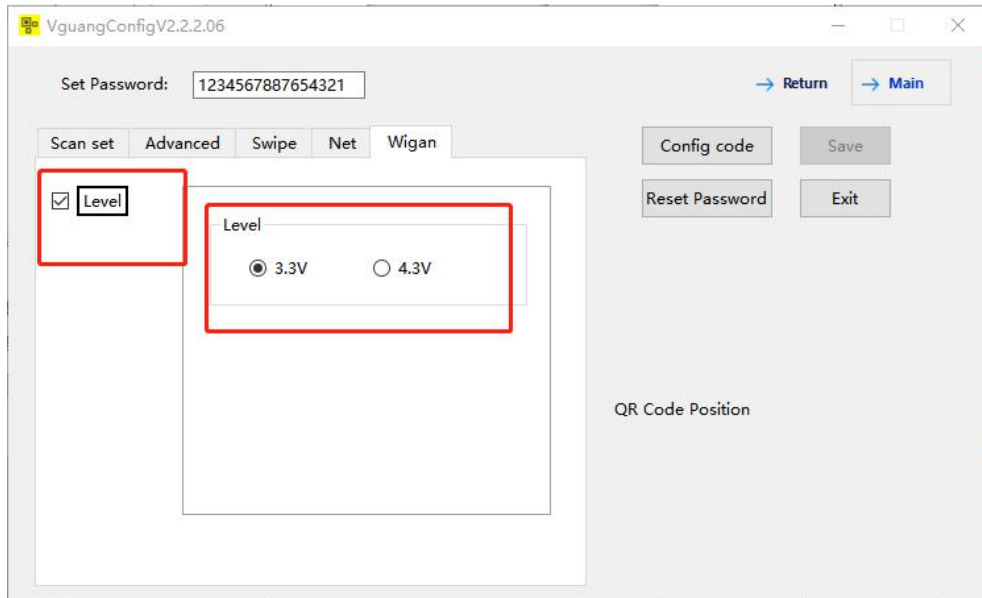 VguangConfigV2.2.2.06
Set Password: 1234567887654321
Return Main
Scan set Advanced Swipe Net Wigan
Config code Save
Reset Password Exit
Level
Level
3.3V 4.3V
QR Code Position